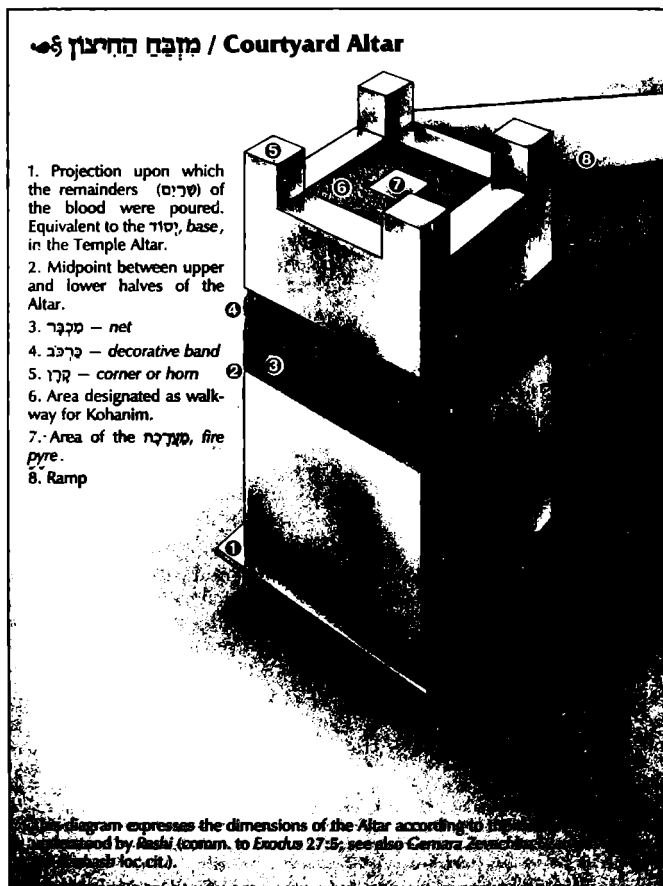 מִזְבַּח הַחִיצוֹן / Courtyard Altar
1. Projection upon which
the remainders (שִׁרְיַם) of
the blood were poured.
Equivalent to the יְסוֹד, base,
in the Temple Altar.
2. Midpoint between upper
and lower halves of the
Altar.
3. מִכְבָּר — net
4. כַּרְכֹּב — decorative band
5. קֶרֶן — corner or horn
6. Area designated as walk-
way for Kohanim.
7. Area of the מַעֲרֶכֶת, fire
pyre.
8. Ramp
5
6
7
8
4
2
3
1
diagram expresses the dimensions of the Altar according to
understood by Rashi (comm. to Exodus 27:5; see also Gemara
loc.cit.).